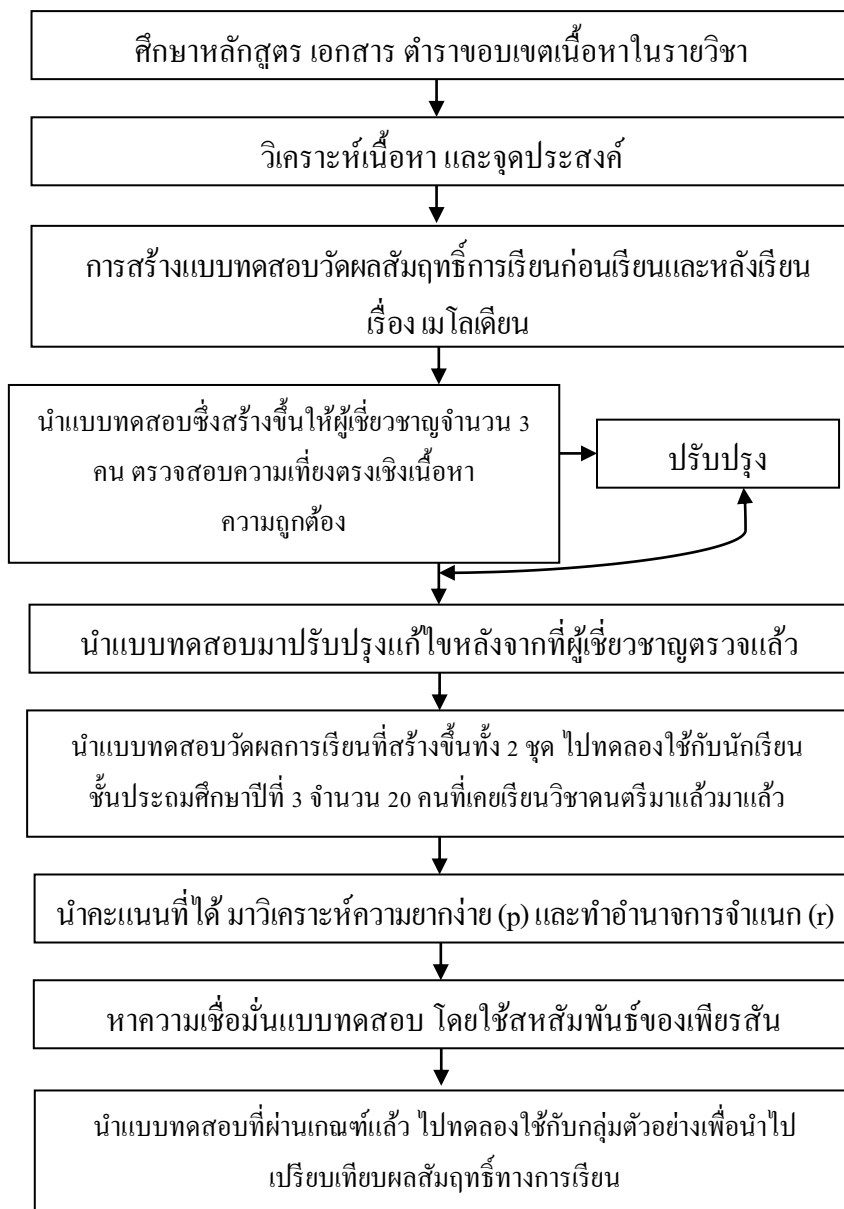 ศึกษาหลักสูตร เอกสาร ตำราขอบเขตเนื้อหาในรายวิชา
วิเคราะห์เนื้อหา และจุดประสงค์
การสร้างแบบทดสอบวัดผลสัมฤทธิ์การเรียนก่อนเรียนและหลังเรียน
เรื่อง เมโลเดียน
นำแบบทดสอบซึ่งสร้างขึ้นให้ผู้เชี่ยวชาญจำนวน 3
คน ตรวจสอบความเที่ยงตรงเชิงเนื้อหา
ความถูกต้อง
ปรับปรุง
นำแบบทดสอบมาปรับปรุงแก้ไขหลังจากที่ผู้เชี่ยวชาญตรวจแล้ว
นำแบบทดสอบวัดผลการเรียนที่สร้างขึ้นทั้ง 2 ชุด ไปทดลองใช้กับนักเรียน
ชั้นประถมศึกษาปีที่ 3 จำนวน 20 คนที่เคยเรียนวิชาดนตรีมาแล้วมาแล้ว
นำคะแนนที่ได้ มาวิเคราะห์ความยากง่าย (p) และทำอำนาจการจำแนก (r)
หาความเชื่อมั่นแบบทดสอบ โดยใช้สหสัมพันธ์ของเพียรสัน
นำแบบทดสอบที่ผ่านเกณฑ์แล้ว ไปทดลองใช้กับกลุ่มตัวอย่างเพื่อนำไป
เปรียบเทียบผลสัมฤทธิ์ทางการเรียน